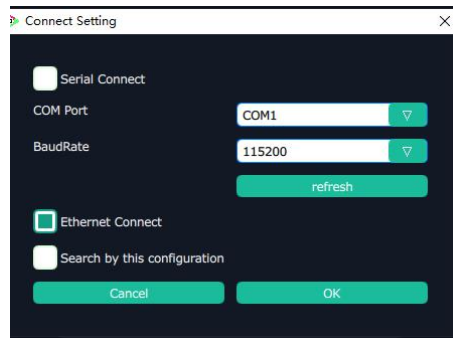 Connect Setting
Serial Connect
COM Port
COM1
BaudRate
115200
refresh
Ethernet Connect
Search by this configuration
Cancel
OK